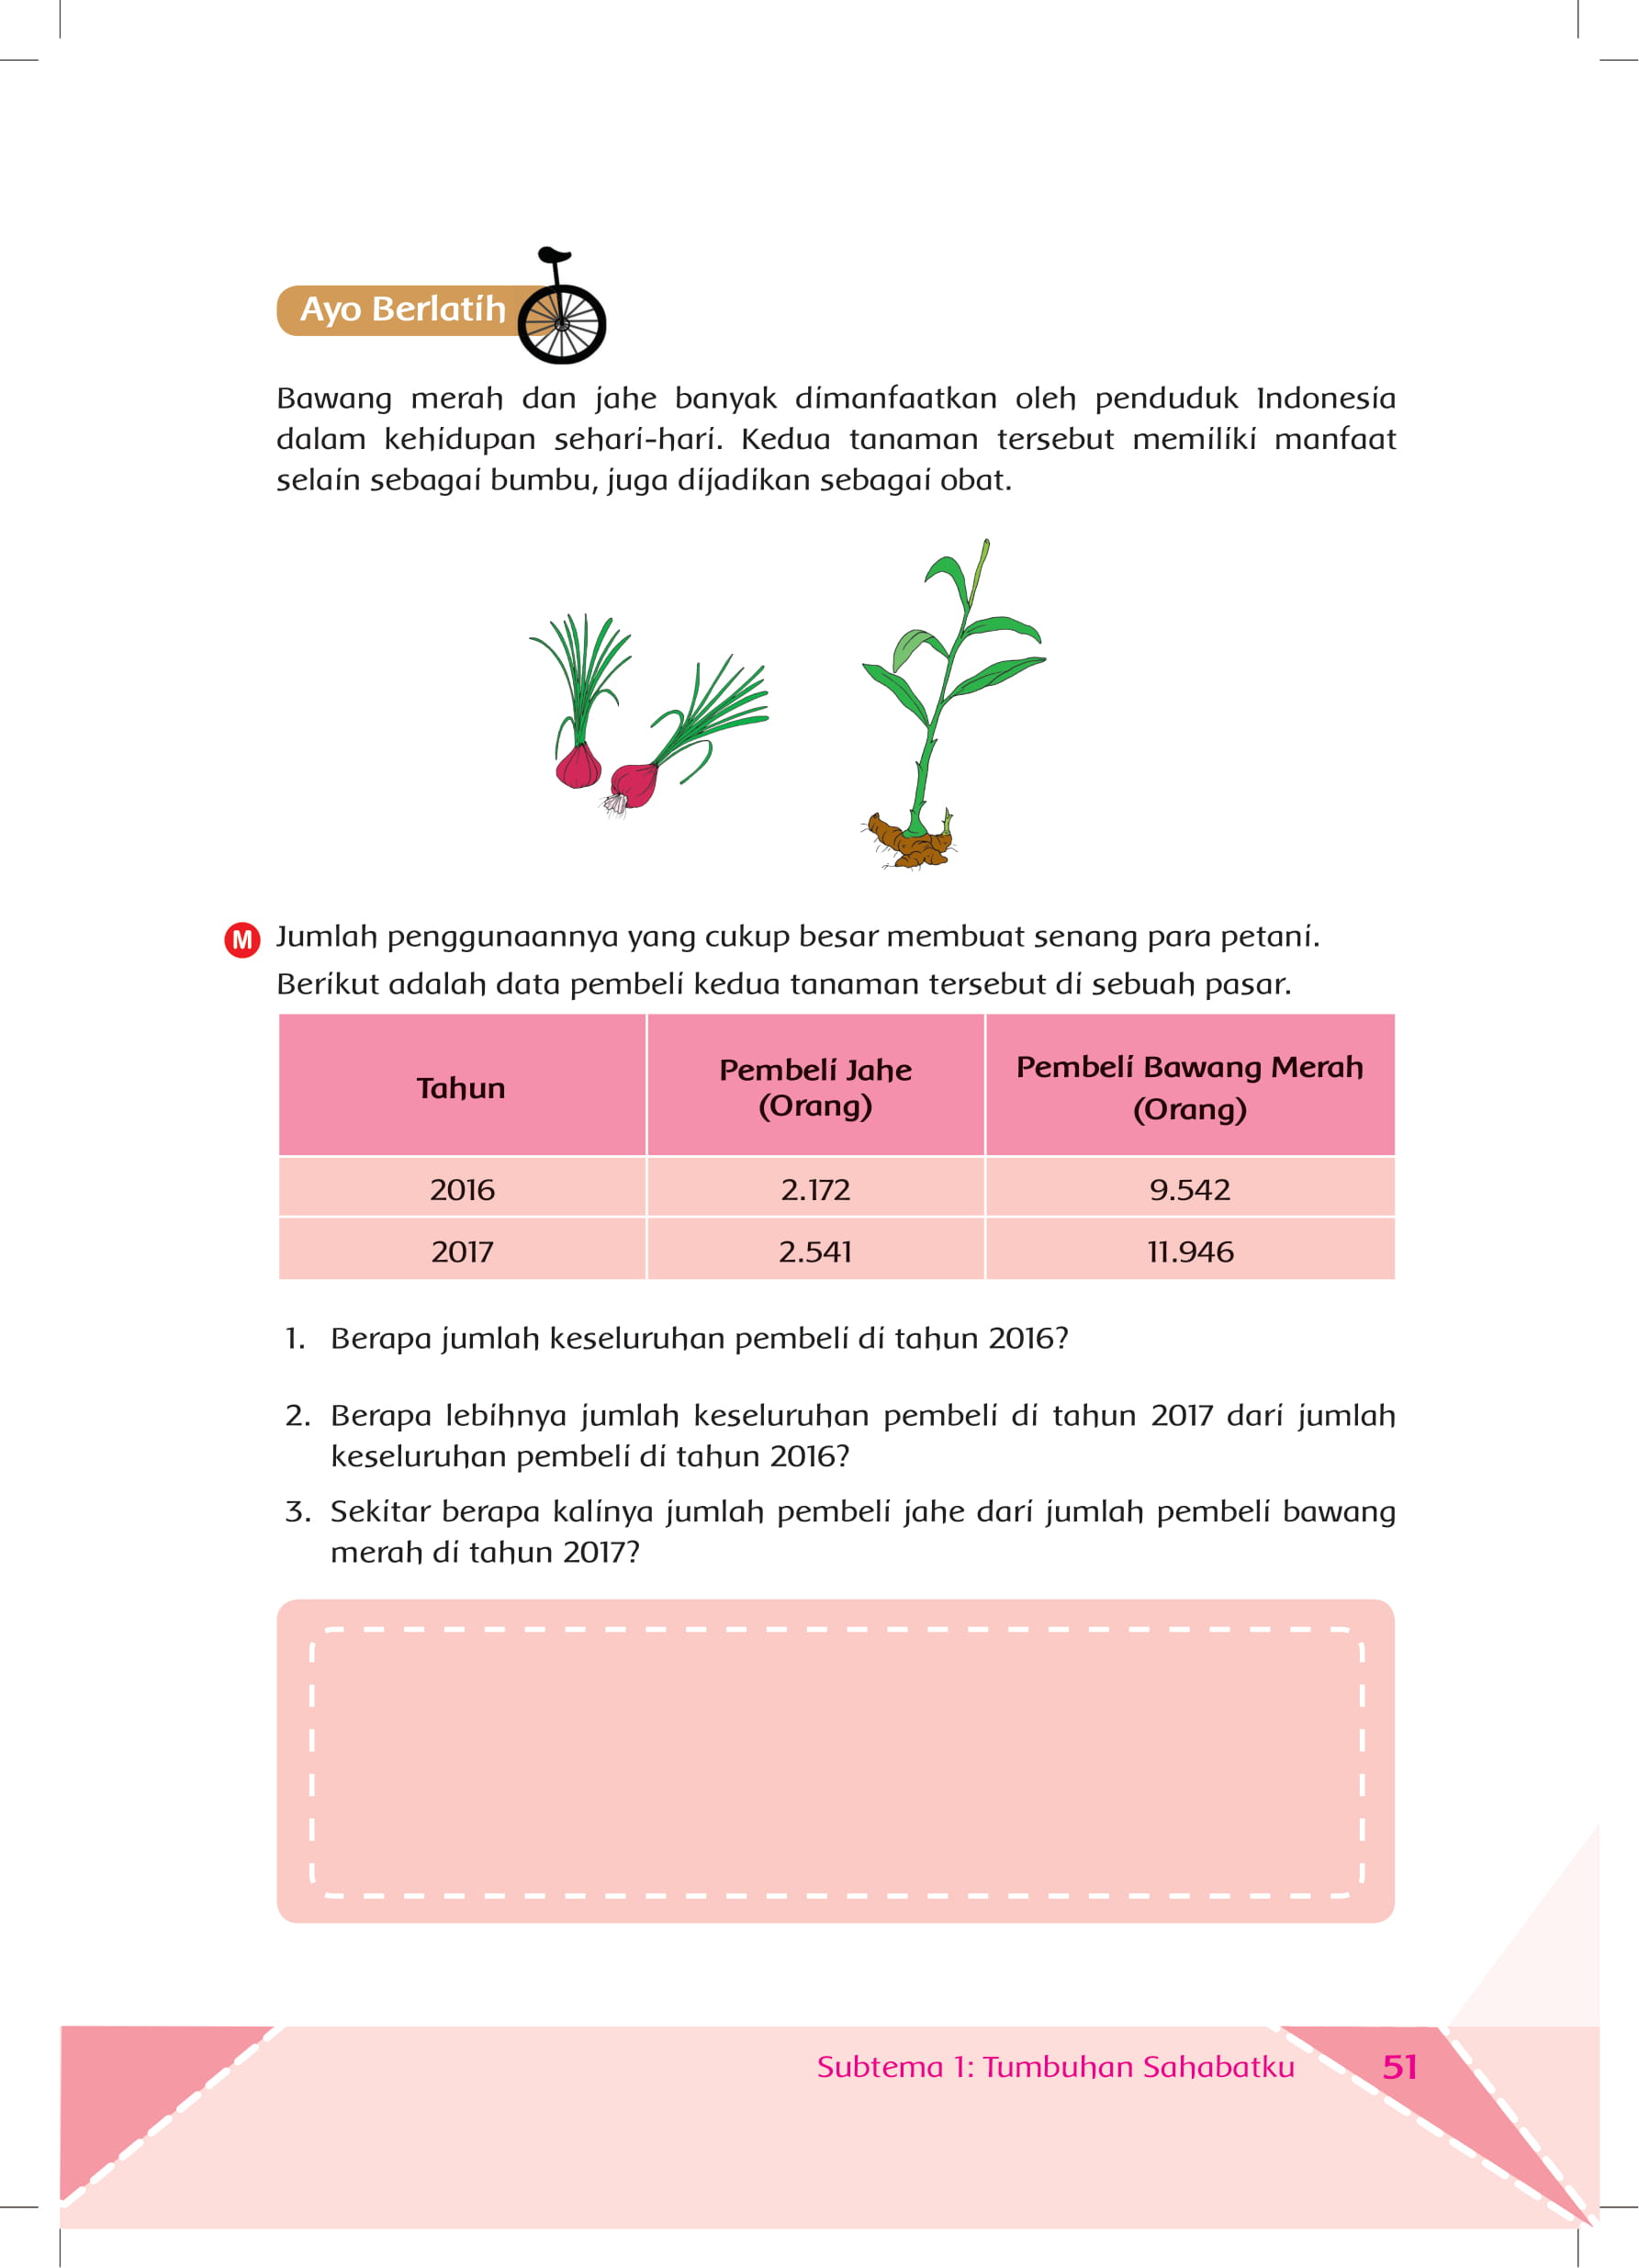 Ayo Berlatih
Bawang merah dan jahe banyak dimanfaatkan oleh penduduk Indonesia
dalam kehidupan sehari-hari. Kedua tanaman tersebut memiliki manfaat
selain sebagai bumbu, juga dijadikan sebagai obat.
M Jumlah penggunaannya yang cukup besar membuat senang para petani.
Berikut adalah data pembeli kedua tanaman tersebut di sebuah pasar.
Tahun
Pembeli Jahe
(Orang)
Pembeli Bawang Merah
(Orang)
2016 2.172 9.542
2017 2.541 11.946
1. Berapa jumlah keseluruhan pembeli di tahun 2016?
2. Berapa lebihnya jumlah keseluruhan pembeli di tahun 2017 dari jumlah
keseluruhan pembeli di tahun 2016?
3. Sekitar berapa kalinya jumlah pembeli jahe dari jumlah pembeli bawang
merah di tahun 2017?
Subtema 1: Tumbuhan Sahabatku 51